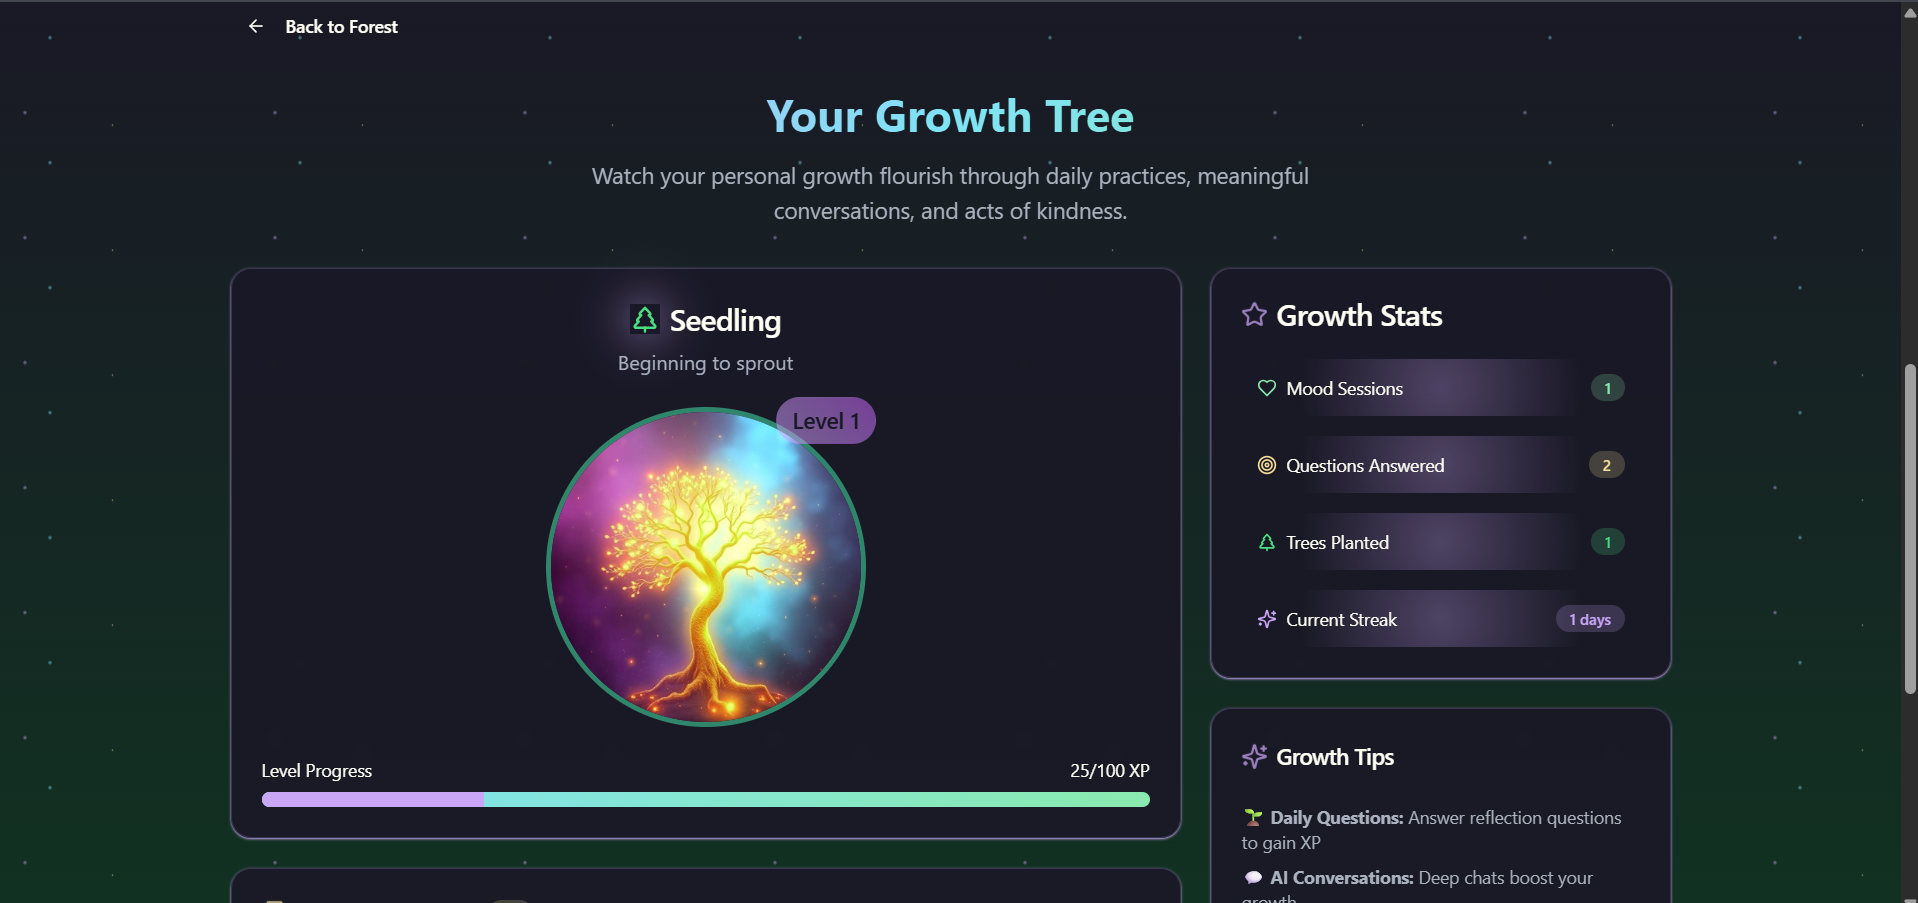 Back to Forest
Your Growth Tree
Watch your personal growth flourish through daily practices, meaningful
conversations, and acts of kindness.
Seedling
Beginning to sprout
Level 1
Level Progress
25/100 XP
Growth Stats
Mood Sessions
1
Questions Answered
2
Trees Planted
1
Current Streak
1 days
Growth Tips
🌱 Daily Questions: Answer reflection questions
to gain XP
💬 AI Conversations: Deep chats boost your
growth